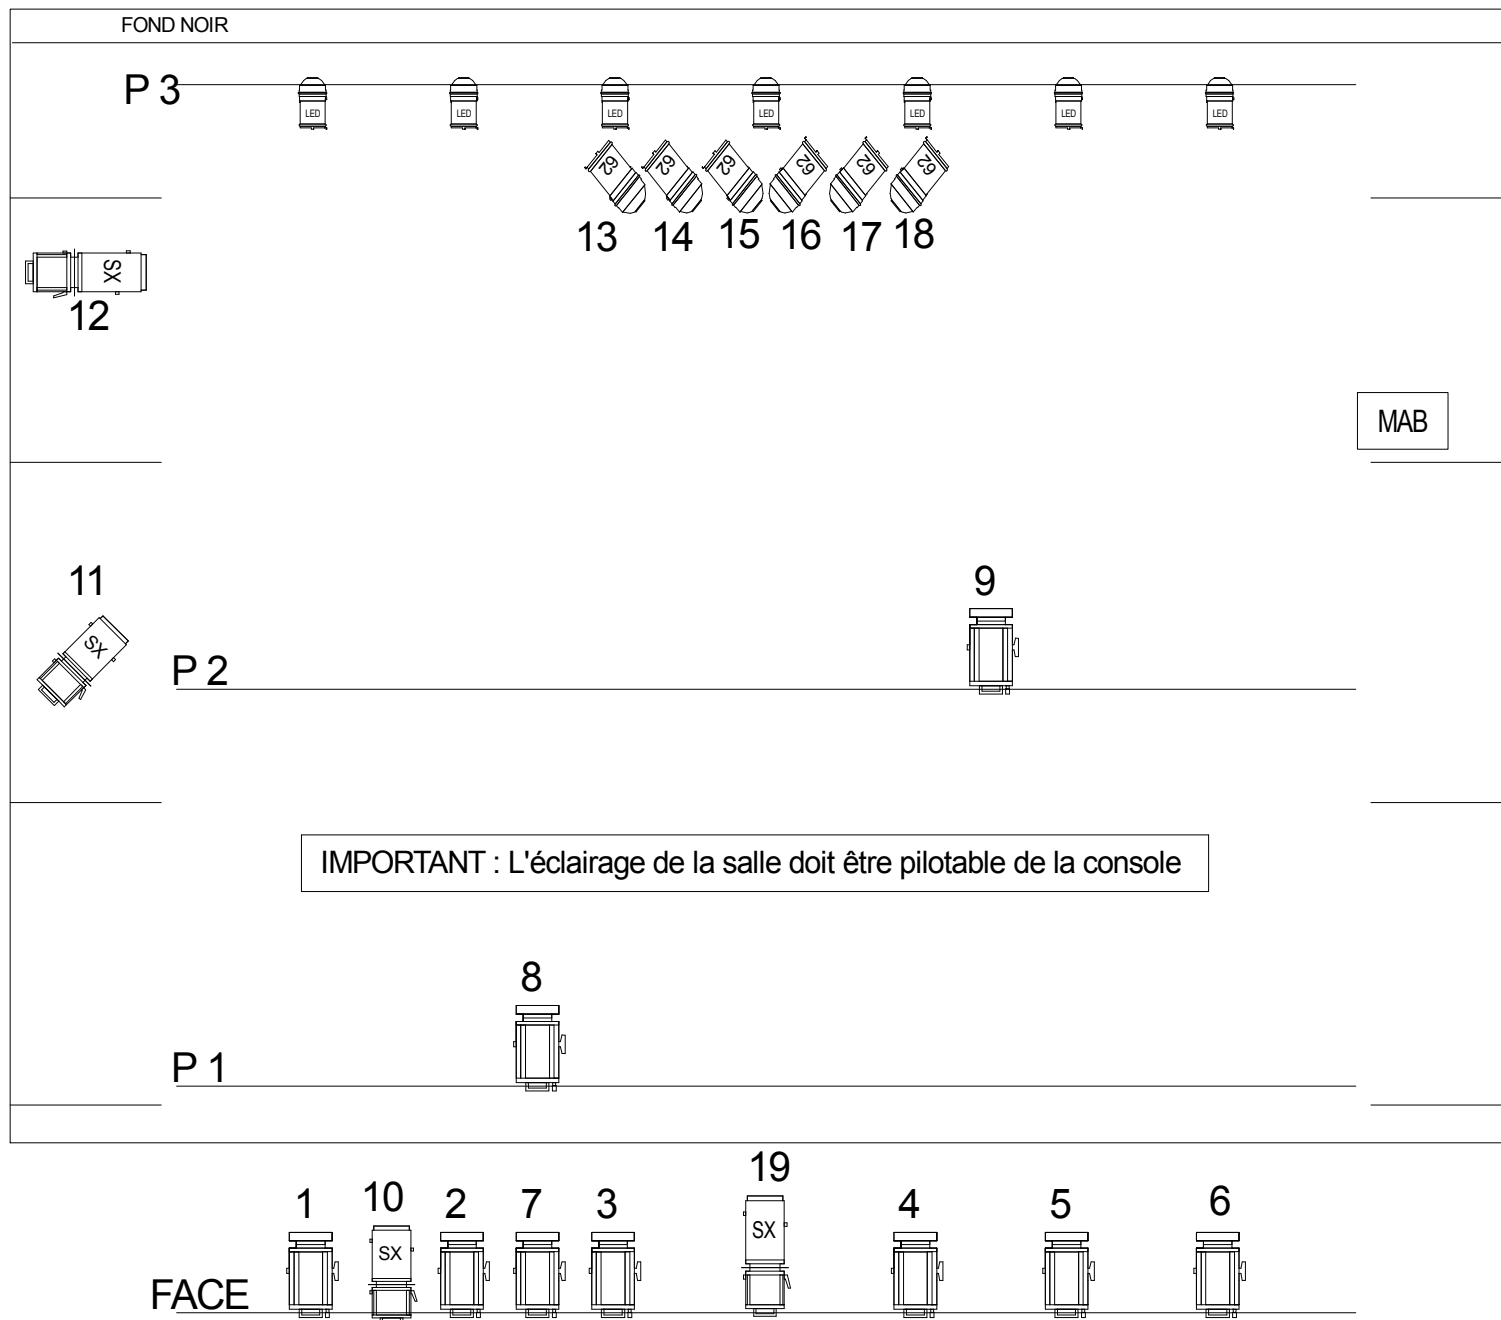 FOND NOIR
P 3
LED LED LED LED LED LED LED
62 62 62 62 62 62
13 14 15 16 17 18
SX
12
MAB
11
SX
9
P 2
IMPORTANT : L'éclairage de la salle doit être pilotable de la console
8
P 1
1 10 2 7 3 19 4 5 6
SX SX
FACE